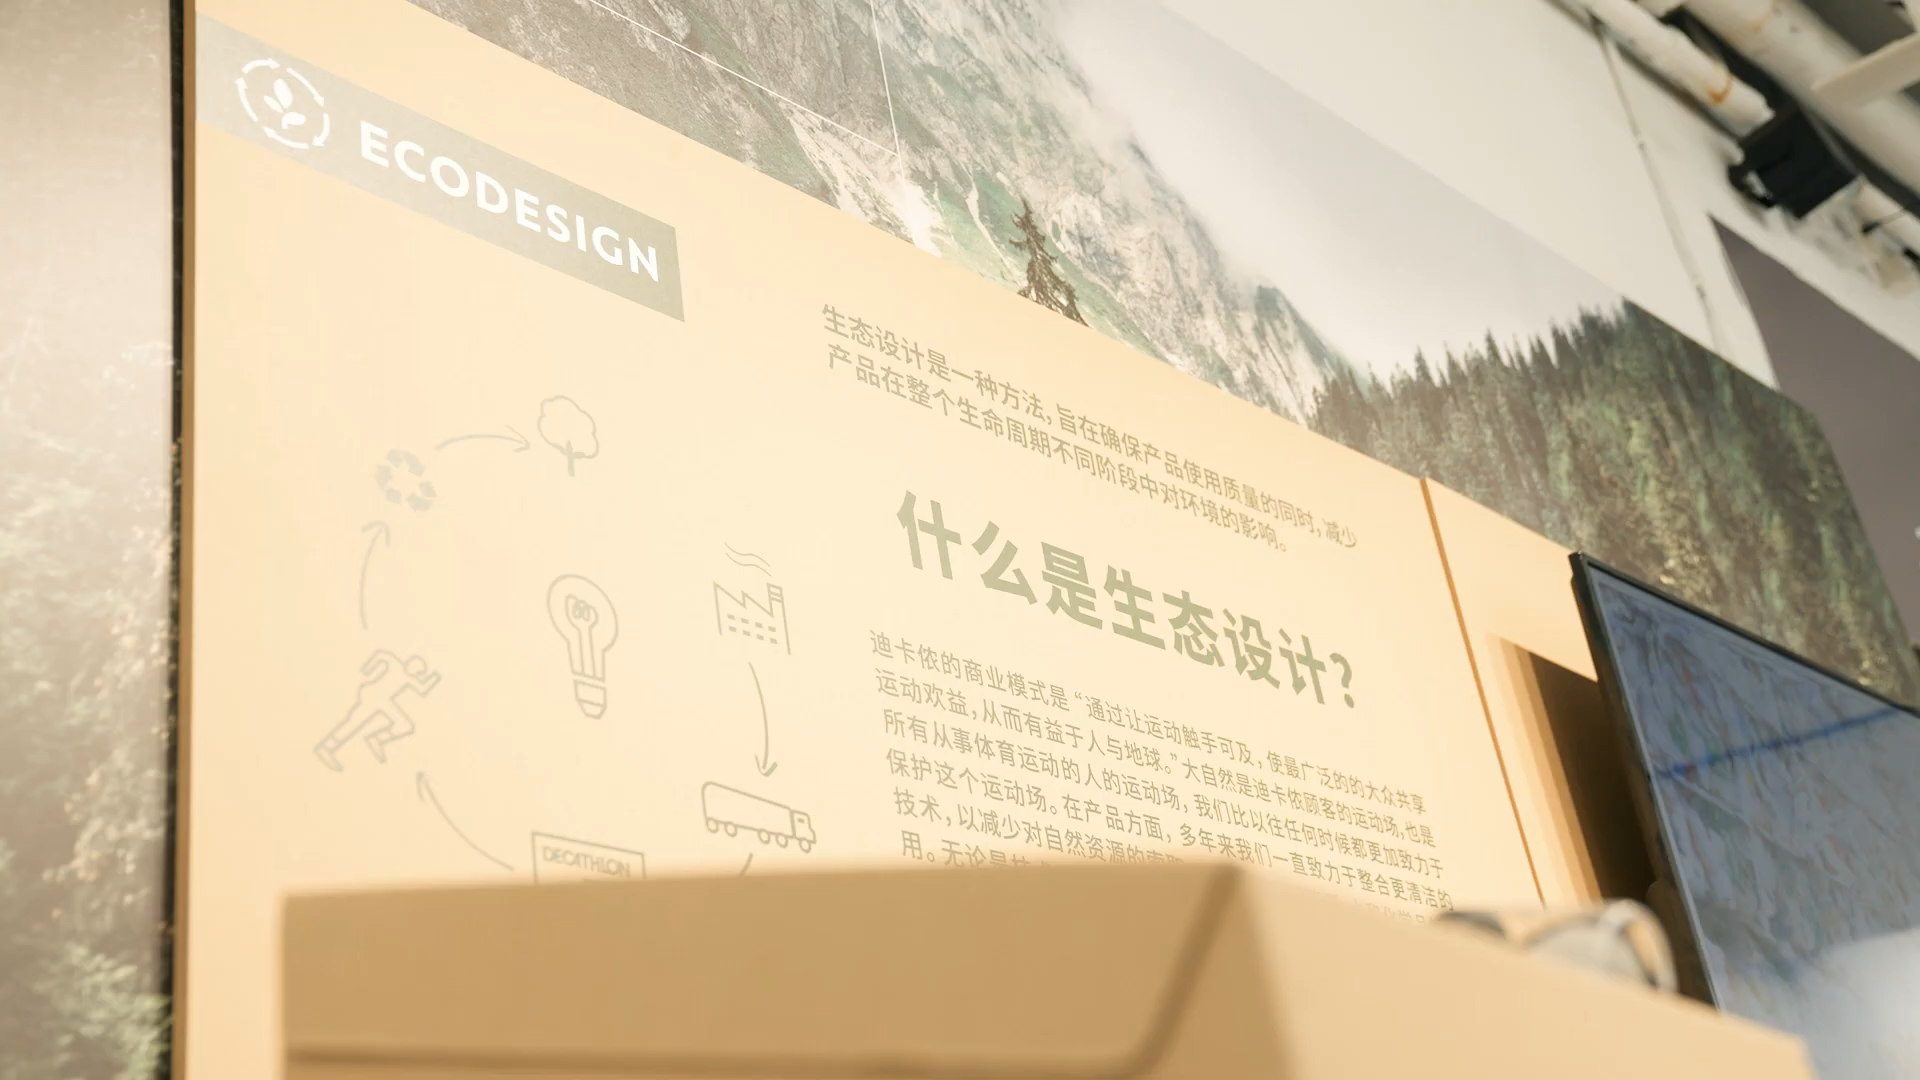 ECODESIGN
生态设计是一种方法，旨在确保产品使用质量的同时，减少
产品在整个生命周期不同阶段中对环境的影响。
什么是生态设计？
迪卡侬的商业模式是“通过让运动触手可及，使最广泛的的大众共享
运动欢益，从而有益于人与地球。”大自然是迪卡侬顾客的运动场，也是
所有从事体育运动的人的运动场，我们比以往任何时候都更加致力于
保护这个运动场。在产品方面，多年来我们一直致力于整合更清洁的
技术，以减少对自然资源的
用。无论是
DECATHLON